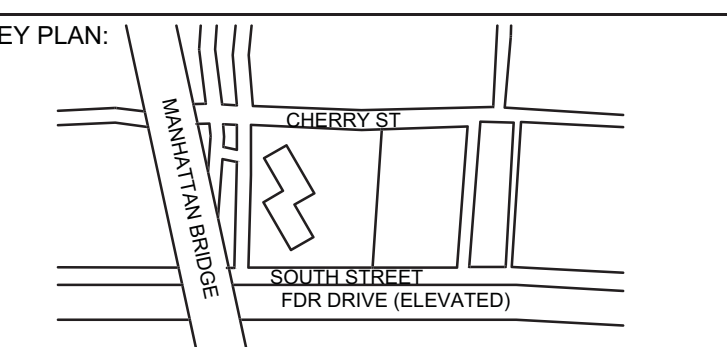 EY PLAN:
CHERRY ST
MANHATTAN BRIDGE
SOUTH STREET
FDR DRIVE (ELEVATED)